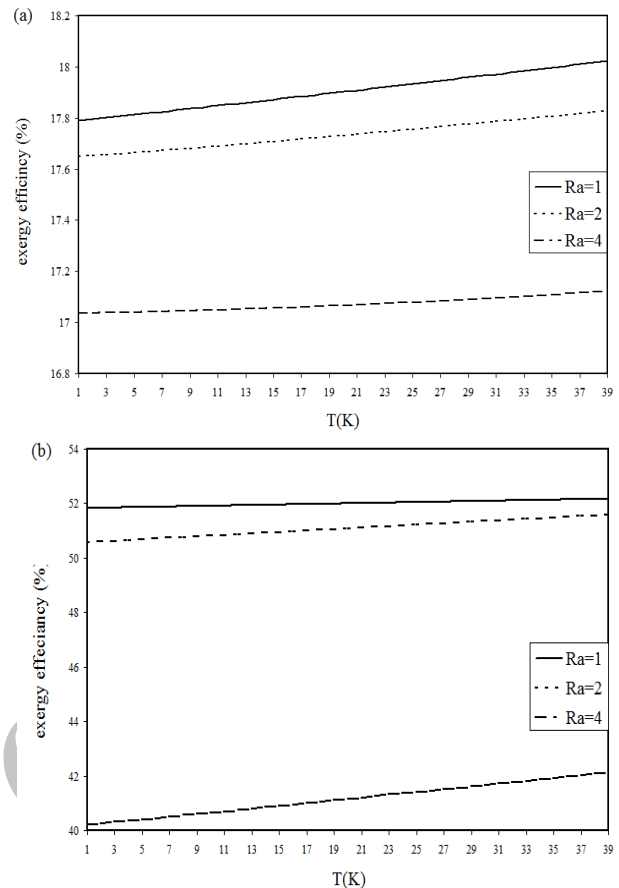 (a)
18.2
18
17.8
17.6
17.4
17.2
17
16.8
exergy efficincy (%)
Ra=1
Ra=2
Ra=4
1 3 5 7 9 11 13 15 17 19 21 23 25 27 29 31 33 35 37 39
T(K)
(b)
54
52
50
48
46
44
42
40
exergy effeciancy (%)
Ra=1
Ra=2
Ra=4
1 3 5 7 9 11 13 15 17 19 21 23 25 27 29 31 33 35 37 39
T(K)